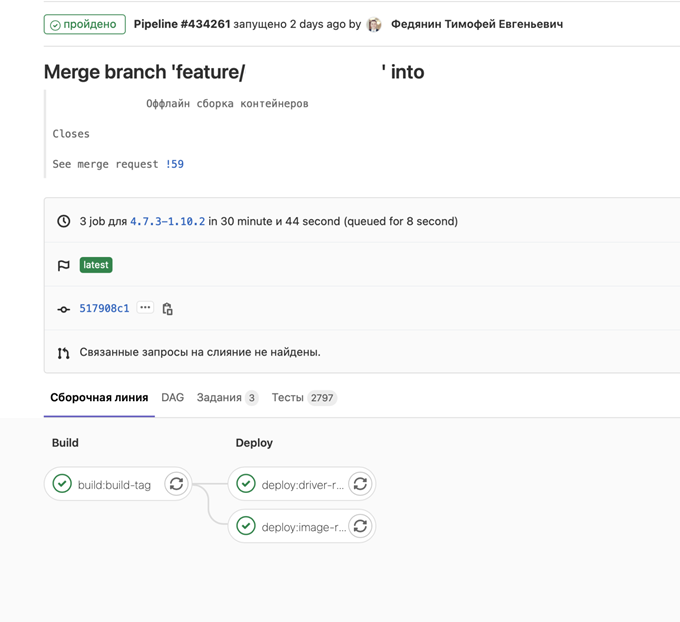 пройдено Pipeline #434261 запущено 2 days ago by Федянин Тимофей Евгеньевич
Merge branch 'feature/ ' into
Оффлайн сборка контейнеров
Closes
See merge request !59
3 job для 4.7.3-1.10.2 in 30 minute и 44 second (queued for 8 second)
latest
517908c1 ...
Связанные запросы на слияние не найдены.
Сборочная линия DAG Задания 3 Тесты 2797
Build Deploy
build:build-tag deploy:driver-r...
deploy:image-r...